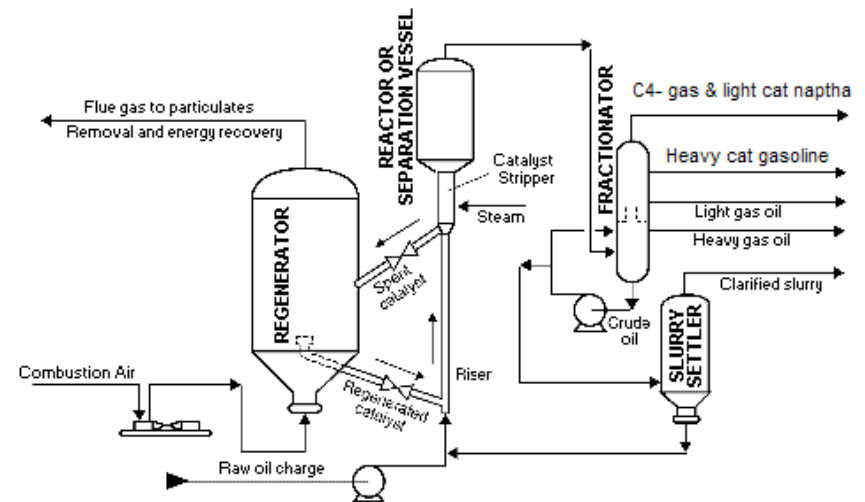 Flue gas to particulates
Removal and energy recovery
REACTOR OR
SEPARATION VESSEL
C4- gas & light cat naptha
Heavy cat gasoline
Catalyst
Stripper
FRACTIONATOR
Steam
Light gas oil
Heavy gas oil
REGENERATOR
Spent
catalyst
Clarified slurry
Crude
oil
SLURRY
SETTLER
Combustion Air
Regenerated
catalyst
Riser
Raw oil charge